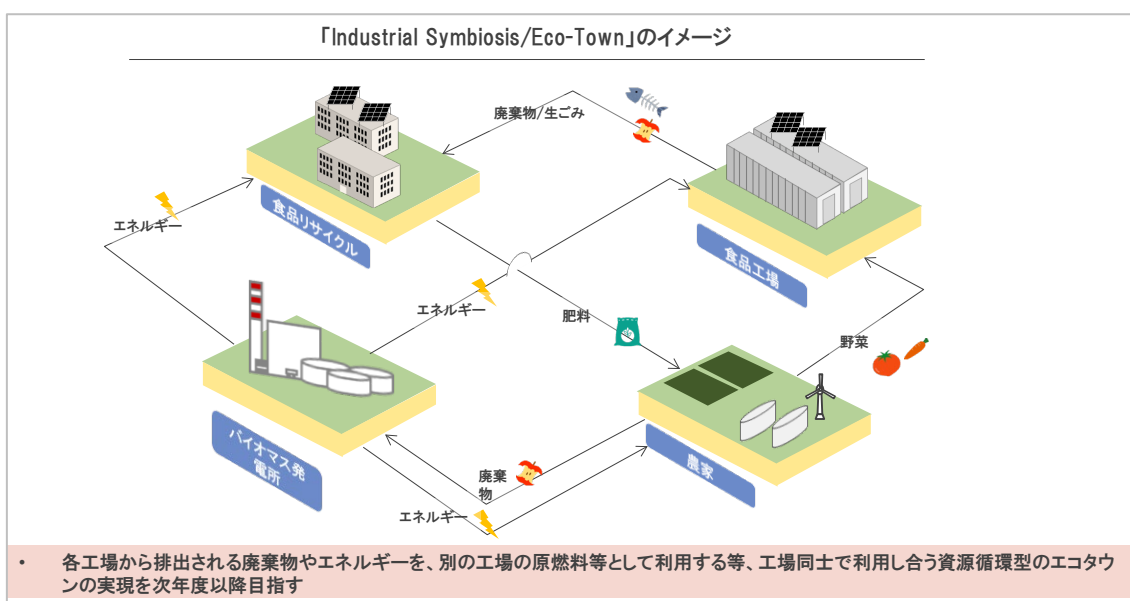 「Industrial Symbiosis/Eco-Town」のイメージ
廃棄物/生ごみ
エネルギー
食品リサイクル
食品工場
エネルギー
肥料
野菜
バイオマス発
電所
農家
廃棄
物
エネルギー
• 各工場から排出される廃棄物やエネルギーを、別の工場の原燃料等として利用する等、工場同士で利用し合う資源循環型のエコタウ
ンの実現を次年度以降目指す